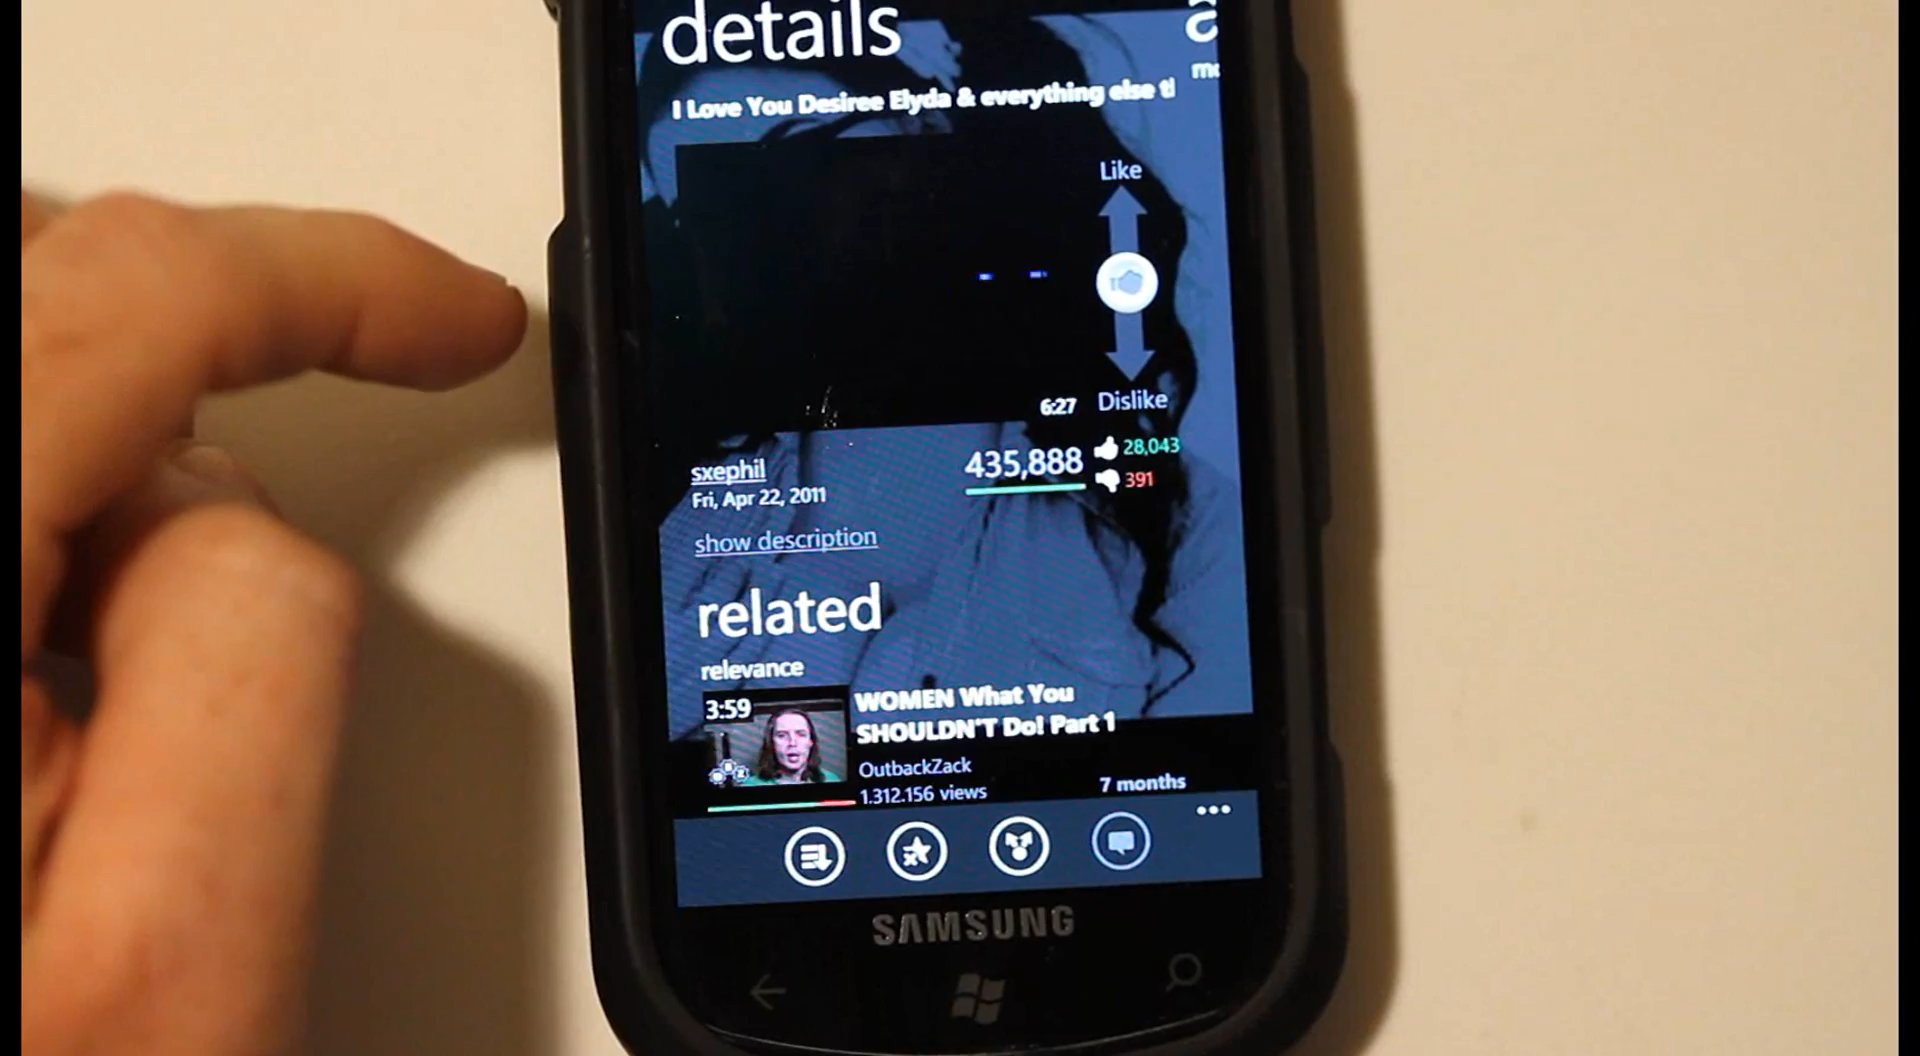 details
a
mo
I Love You Desiree Elyda & everything else t
Like
6:27
Dislike
sxephil
435,888
28,043
Fri, Apr 22, 2011
391
show description
related
relevance
3:59
WOMEN What You
SHOULDN'T Do! Part 1
OutbackZack
1.312.156 views
7 months
SAMSUNG